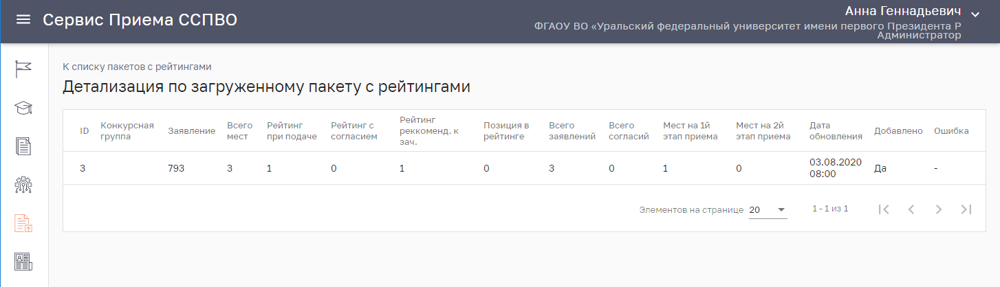 Сервис Приема ССПВО
Анна Геннадьевич
ФГАОУ ВО «Уральский федеральный университет имени первого Президента Р
Администратор
К списку пакетов с рейтингами
Детализация по загруженному пакету с рейтингами
ID Конкурсная группа Заявление Всего мест Рейтинг при подаче Рейтинг с согласием Рейтинг реккоменд. к зач. Позиция в рейтинге Всего заявлений Всего согласий Мест на 1й этап приема Мест на 2й этап приема Дата обновления Добавлено Ошибка
3 793 3 1 0 1 0 3 0 1 0 03.08.2020 08:00 Да -
Элементов на странице 20 1 - 1 из 1